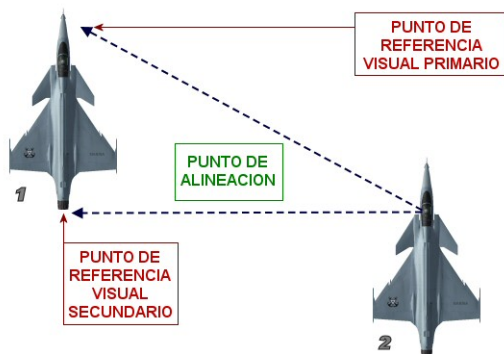 PUNTO DE
REFERENCIA
VISUAL PRIMARIO
PUNTO DE
ALINEACION
1
2
PUNTO DE
REFERENCIA
VISUAL
SECUNDARIO